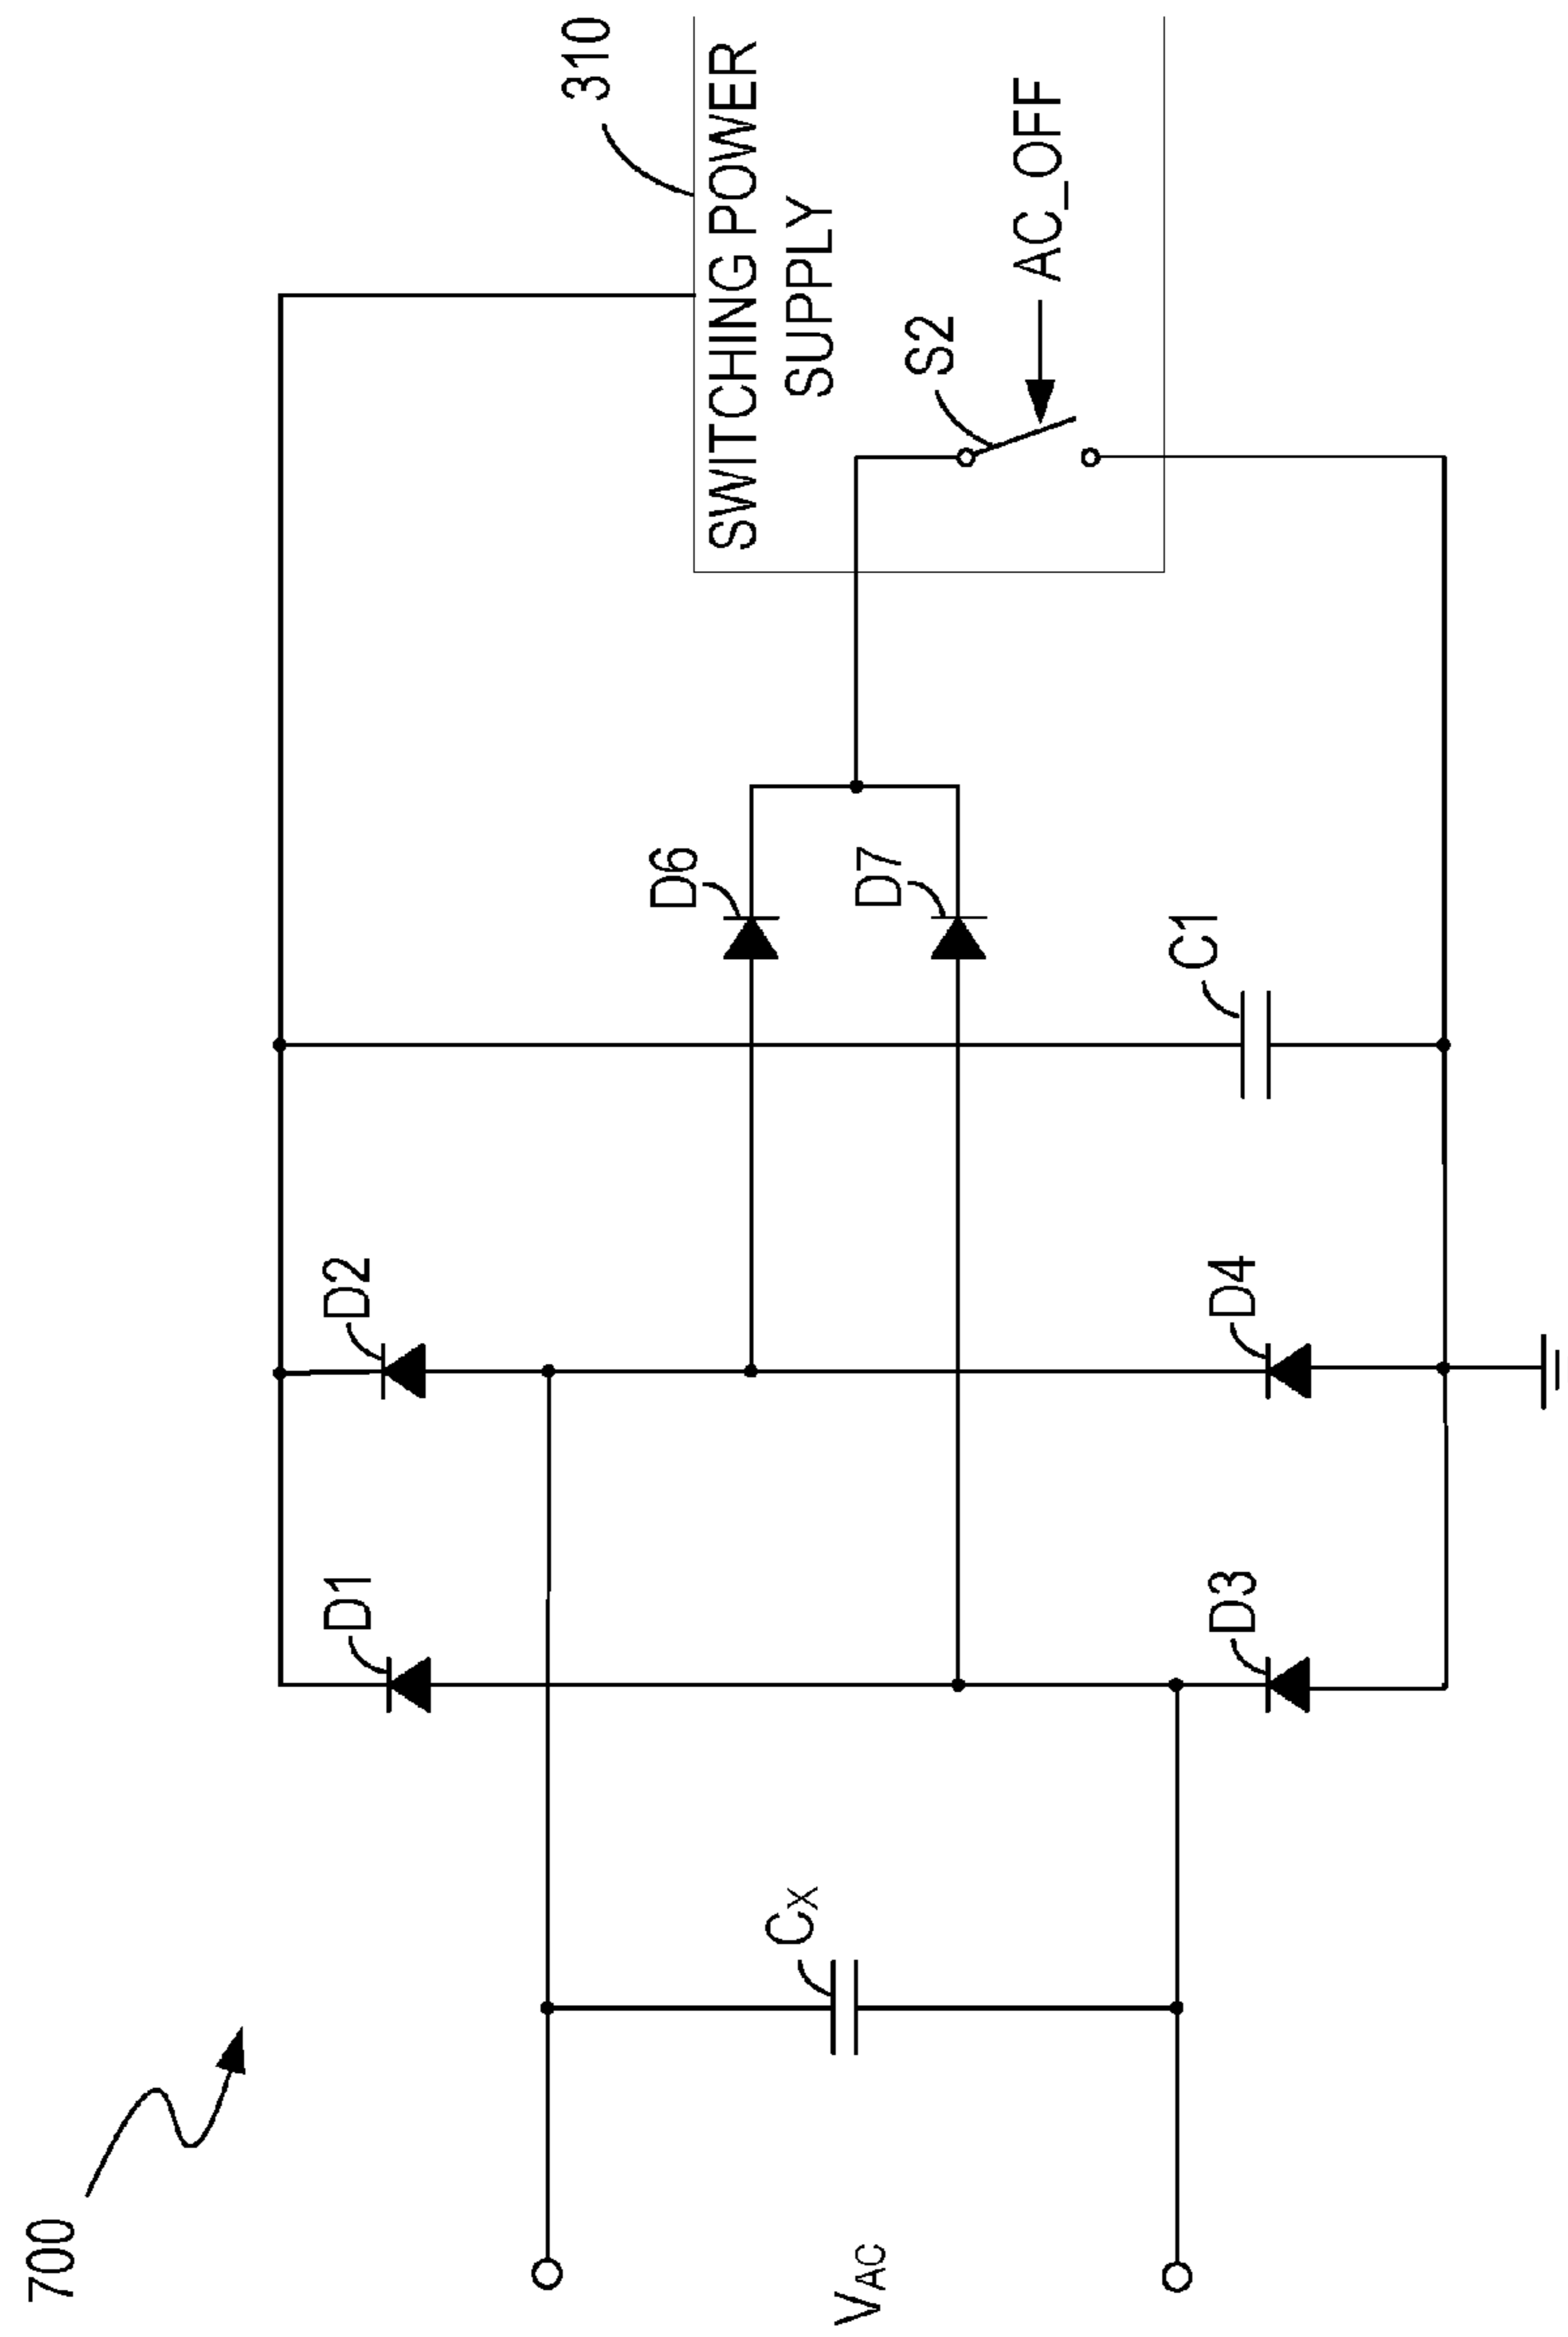 700
310
SWITCHING POWER
SUPPLY
D1
D2
D6
S2
AC_OFF
CX
VAC
D7
D3
D4
C1